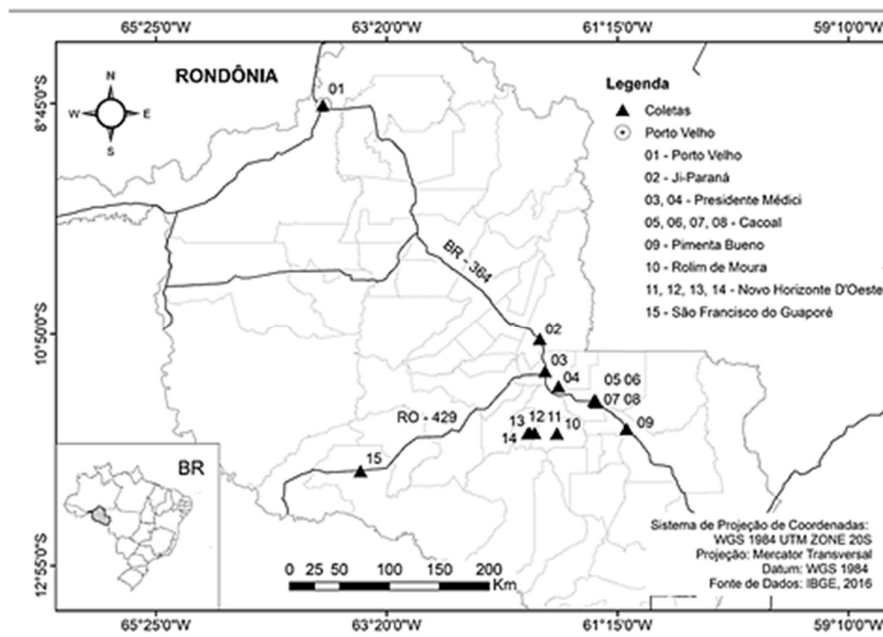 65°25'0"W
63°20'0"W
61°15'0"W
59°10'0"W
RONDÔNIA
01
N
W
E
S
8°45'0"S
Legenda
Coletas
Porto Velho
01 - Porto Velho
02 - Ji-Paraná
03, 04 - Presidente Médici
05, 06, 07, 08 - Cacoal
09 - Pimenta Bueno
10 - Rolim de Moura
11, 12, 13, 14 - Novo Horizonte D'Oeste
15 - São Francisco do Guaporé
BR - 364
10°50'0"S
02
03
04
05 06
07 08
RO - 429
13 12 11
14
10
09
15
BR
12°55'0"S
0 25 50 100 150 200
Km
Sistema de Projeção de Coordenadas:
WGS 1984 UTM ZONE 20S
Projeção: Mercator Transversal
Datum: WGS 1984
Fonte de Dados: IBGE, 2016
65°25'0"W
63°20'0"W
61°15'0"W
59°10'0"W